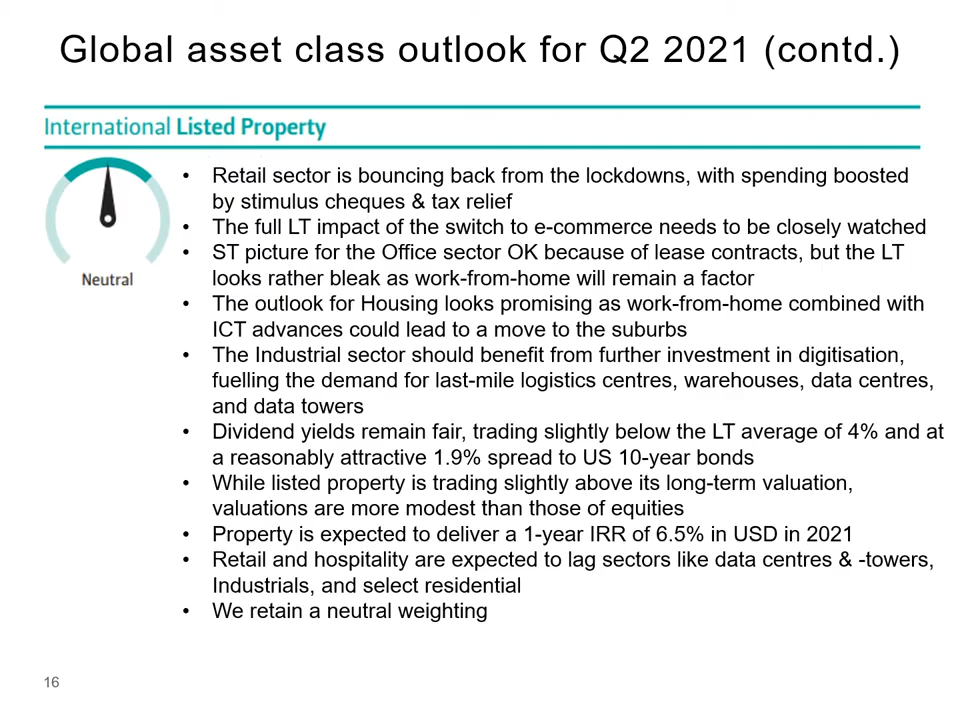 Global asset class outlook for Q2 2021 (contd.)
International Listed Property
Neutral
• Retail sector is bouncing back from the lockdowns, with spending boosted
by stimulus cheques & tax relief
• The full LT impact of the switch to e-commerce needs to be closely watched
• ST picture for the Office sector OK because of lease contracts, but the LT
looks rather bleak as work-from-home will remain a factor
• The outlook for Housing looks promising as work-from-home combined with
ICT advances could lead to a move to the suburbs
• The Industrial sector should benefit from further investment in digitisation,
fuelling the demand for last-mile logistics centres, warehouses, data centres,
and data towers
• Dividend yields remain fair, trading slightly below the LT average of 4% and at
a reasonably attractive 1.9% spread to US 10-year bonds
• While listed property is trading slightly above its long-term valuation,
valuations are more modest than those of equities
• Property is expected to deliver a 1-year IRR of 6.5% in USD in 2021
• Retail and hospitality are expected to lag sectors like data centres & -towers,
Industrials, and select residential
• We retain a neutral weighting
16